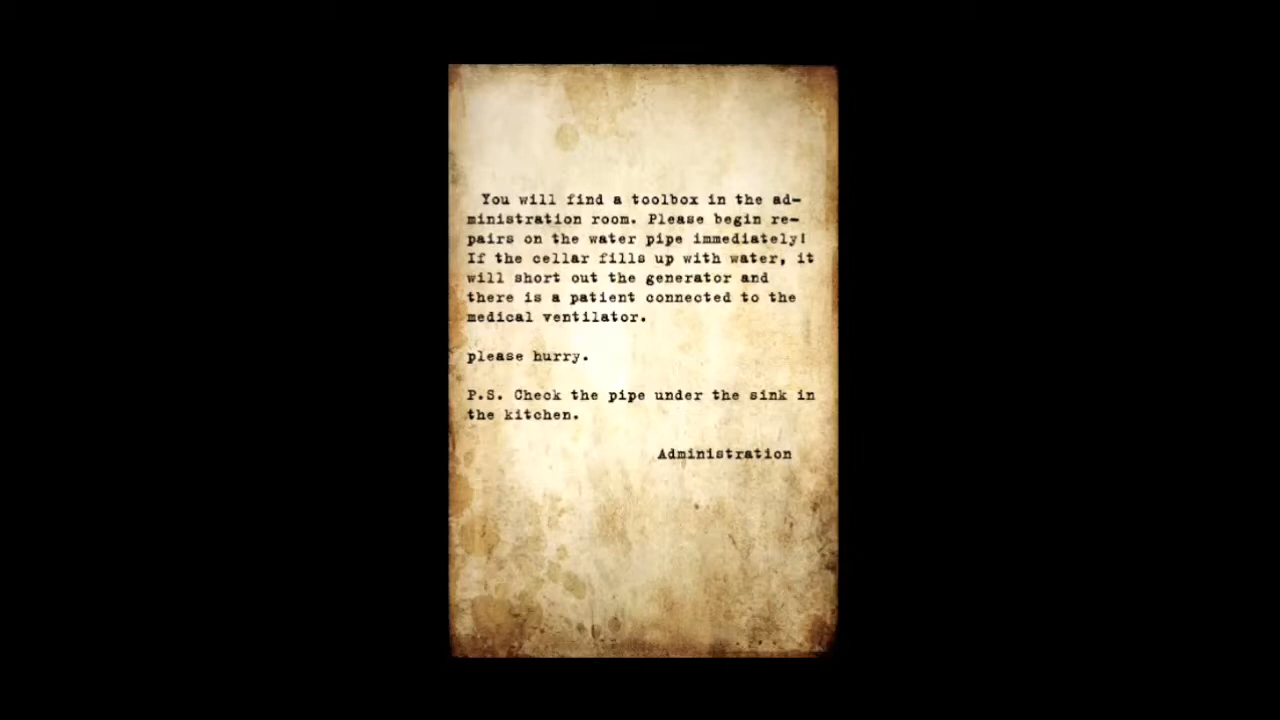 You will find a toolbox in the ad-
ministration room. Please begin re-
pairs on the water pipe immediately!
If the cellar fills up with water, it
will short out the generator and
there is a patient connected to the
medical ventilator.
please hurry.
P.S. Check the pipe under the sink in
the kitchen.
Administration